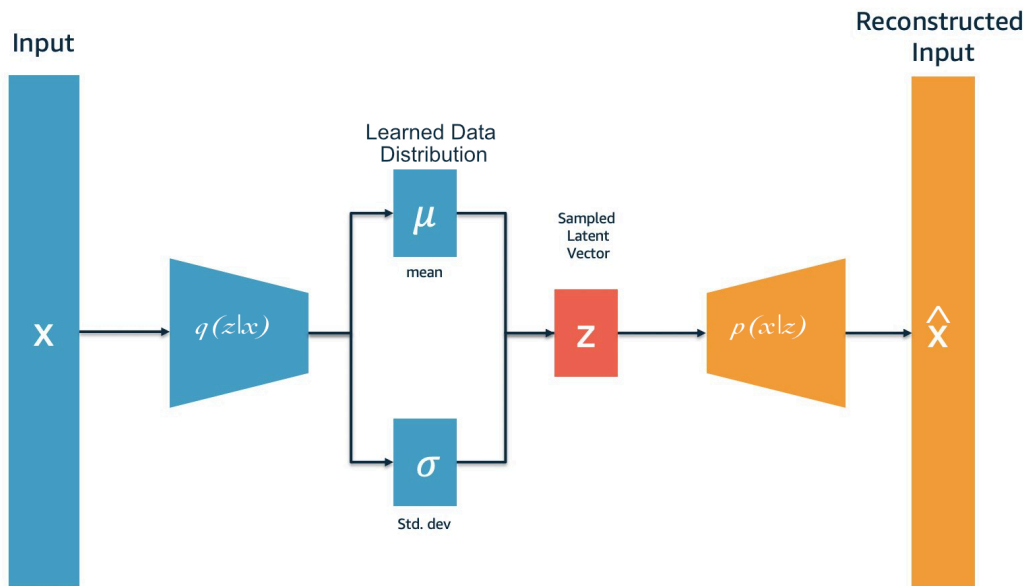 Input
Reconstructed
Input
Learned Data
Distribution
μ
mean
Sampled
Latent
Vector
X
q(z|x)
Z
p(x|z)
X̂
σ
Std. dev